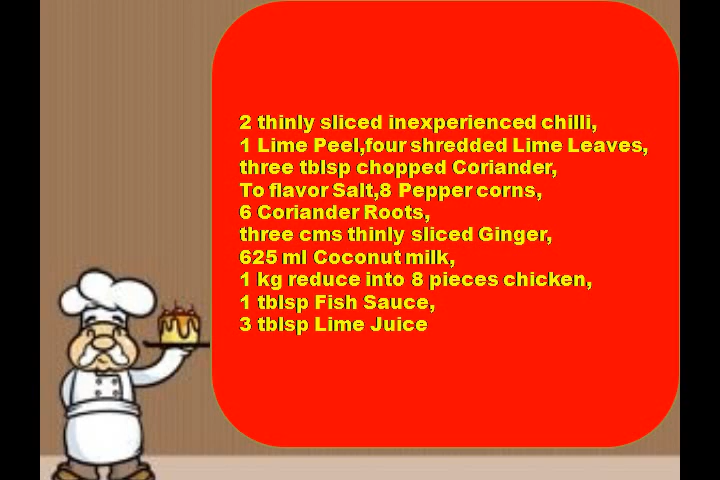 2 thinly sliced inexperienced chilli,
1 Lime Peel,four shredded Lime Leaves,
three tblsp chopped Coriander,
To flavor Salt,8 Pepper corns,
6 Coriander Roots,
three cms thinly sliced Ginger,
625 ml Coconut milk,
1 kg reduce into 8 pieces chicken,
1 tblsp Fish Sauce,
3 tblsp Lime Juice